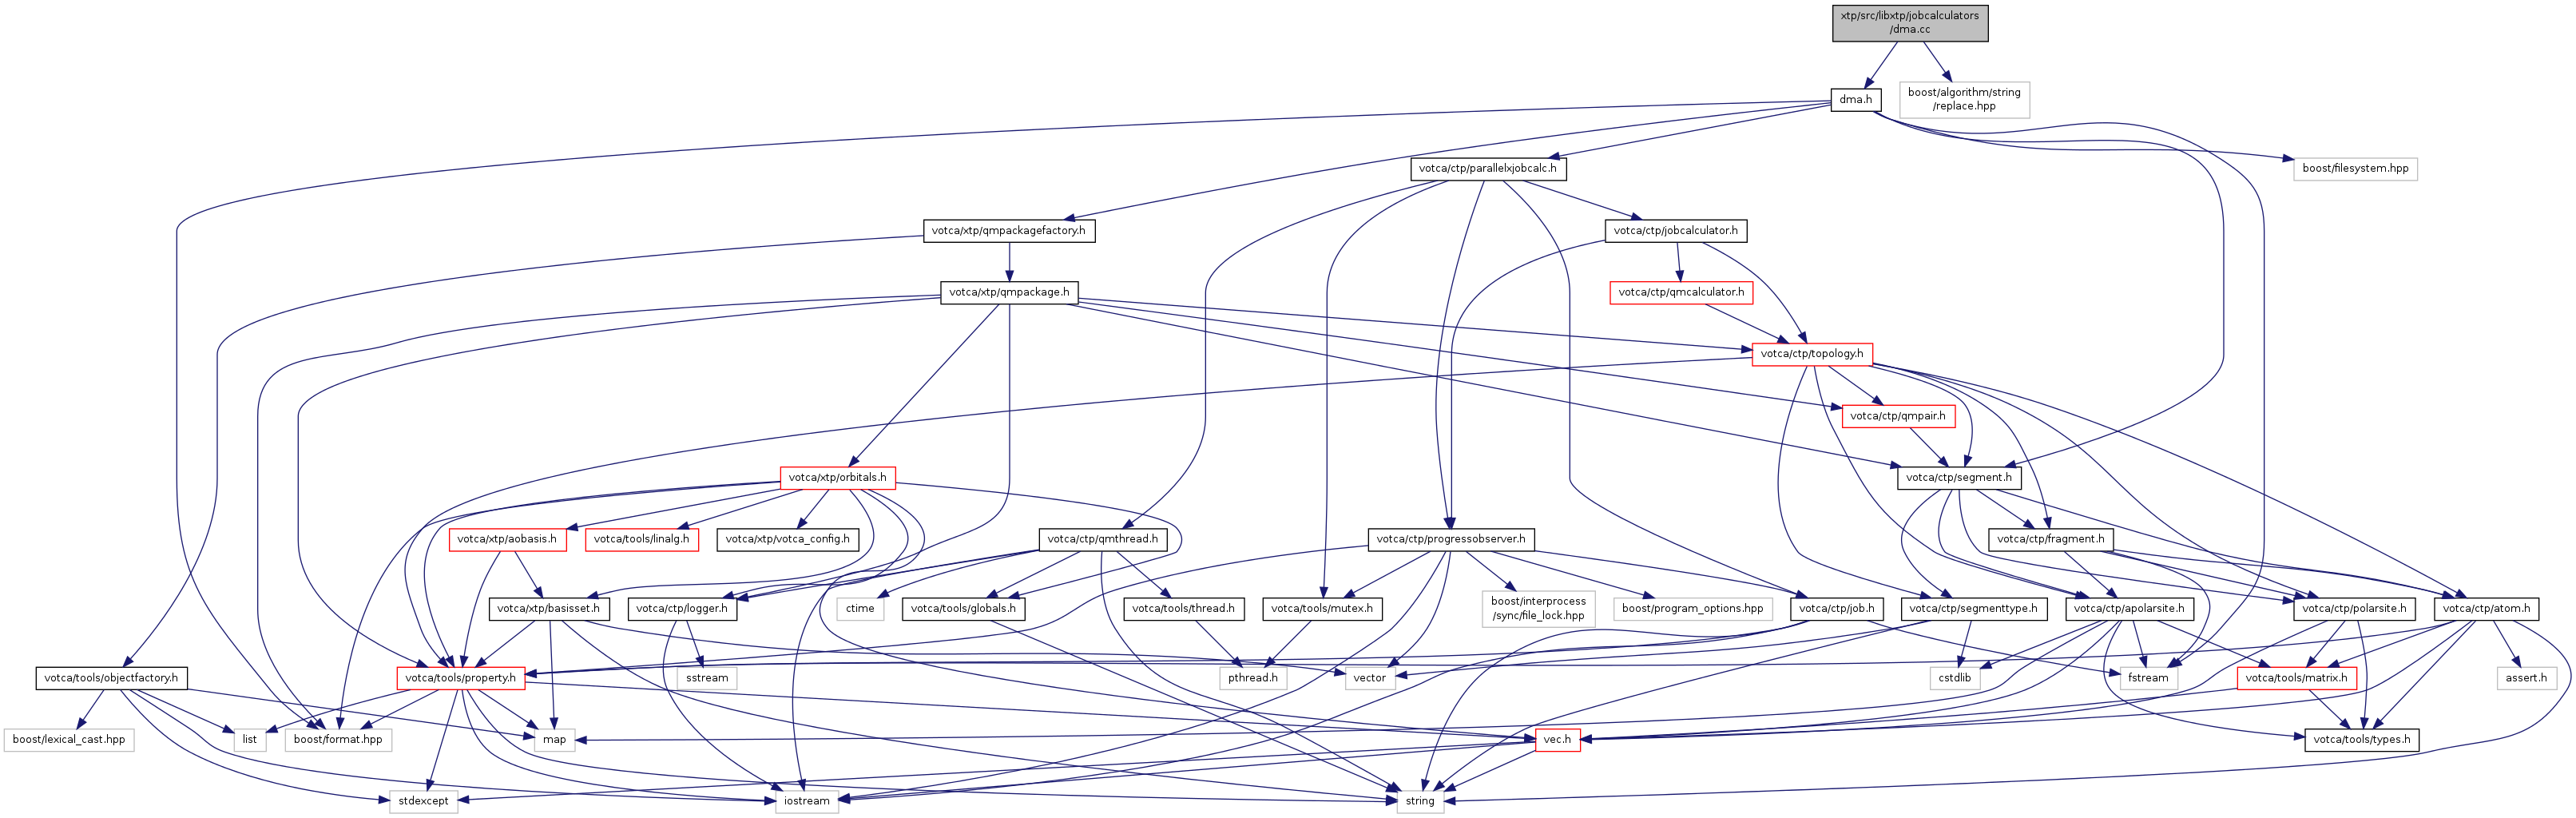 xtp/src/libxtp/jobcalculators
/dma.cc
dma.h
boost/algorithm/string
/replace.hpp
votca/ctp/parallelxjobcalc.h
boost/filesystem.hpp
votca/xtp/qmpackagefactory.h
votca/ctp/jobcalculator.h
votca/xtp/qmpackage.h
votca/ctp/qmcalculator.h
votca/ctp/topology.h
votca/ctp/qmpair.h
votca/xtp/orbitals.h
votca/ctp/segment.h
votca/xtp/aobasis.h
votca/tools/linalg.h
votca/xtp/votca_config.h
votca/ctp/qmthread.h
votca/ctp/progressobserver.h
votca/ctp/fragment.h
votca/xtp/basisset.h
votca/ctp/logger.h
ctime
votca/tools/globals.h
votca/tools/thread.h
votca/tools/mutex.h
boost/interprocess
/sync/file_lock.hpp
boost/program_options.hpp
votca/ctp/job.h
votca/ctp/segmenttype.h
votca/ctp/apolarsite.h
votca/ctp/polarsite.h
votca/ctp/atom.h
votca/tools/objectfactory.h
votca/tools/property.h
sstream
pthread.h
vector
cstdlib
fstream
votca/tools/matrix.h
assert.h
boost/lexical_cast.hpp
list
boost/format.hpp
map
vec.h
votca/tools/types.h
stdexcept
iostream
string